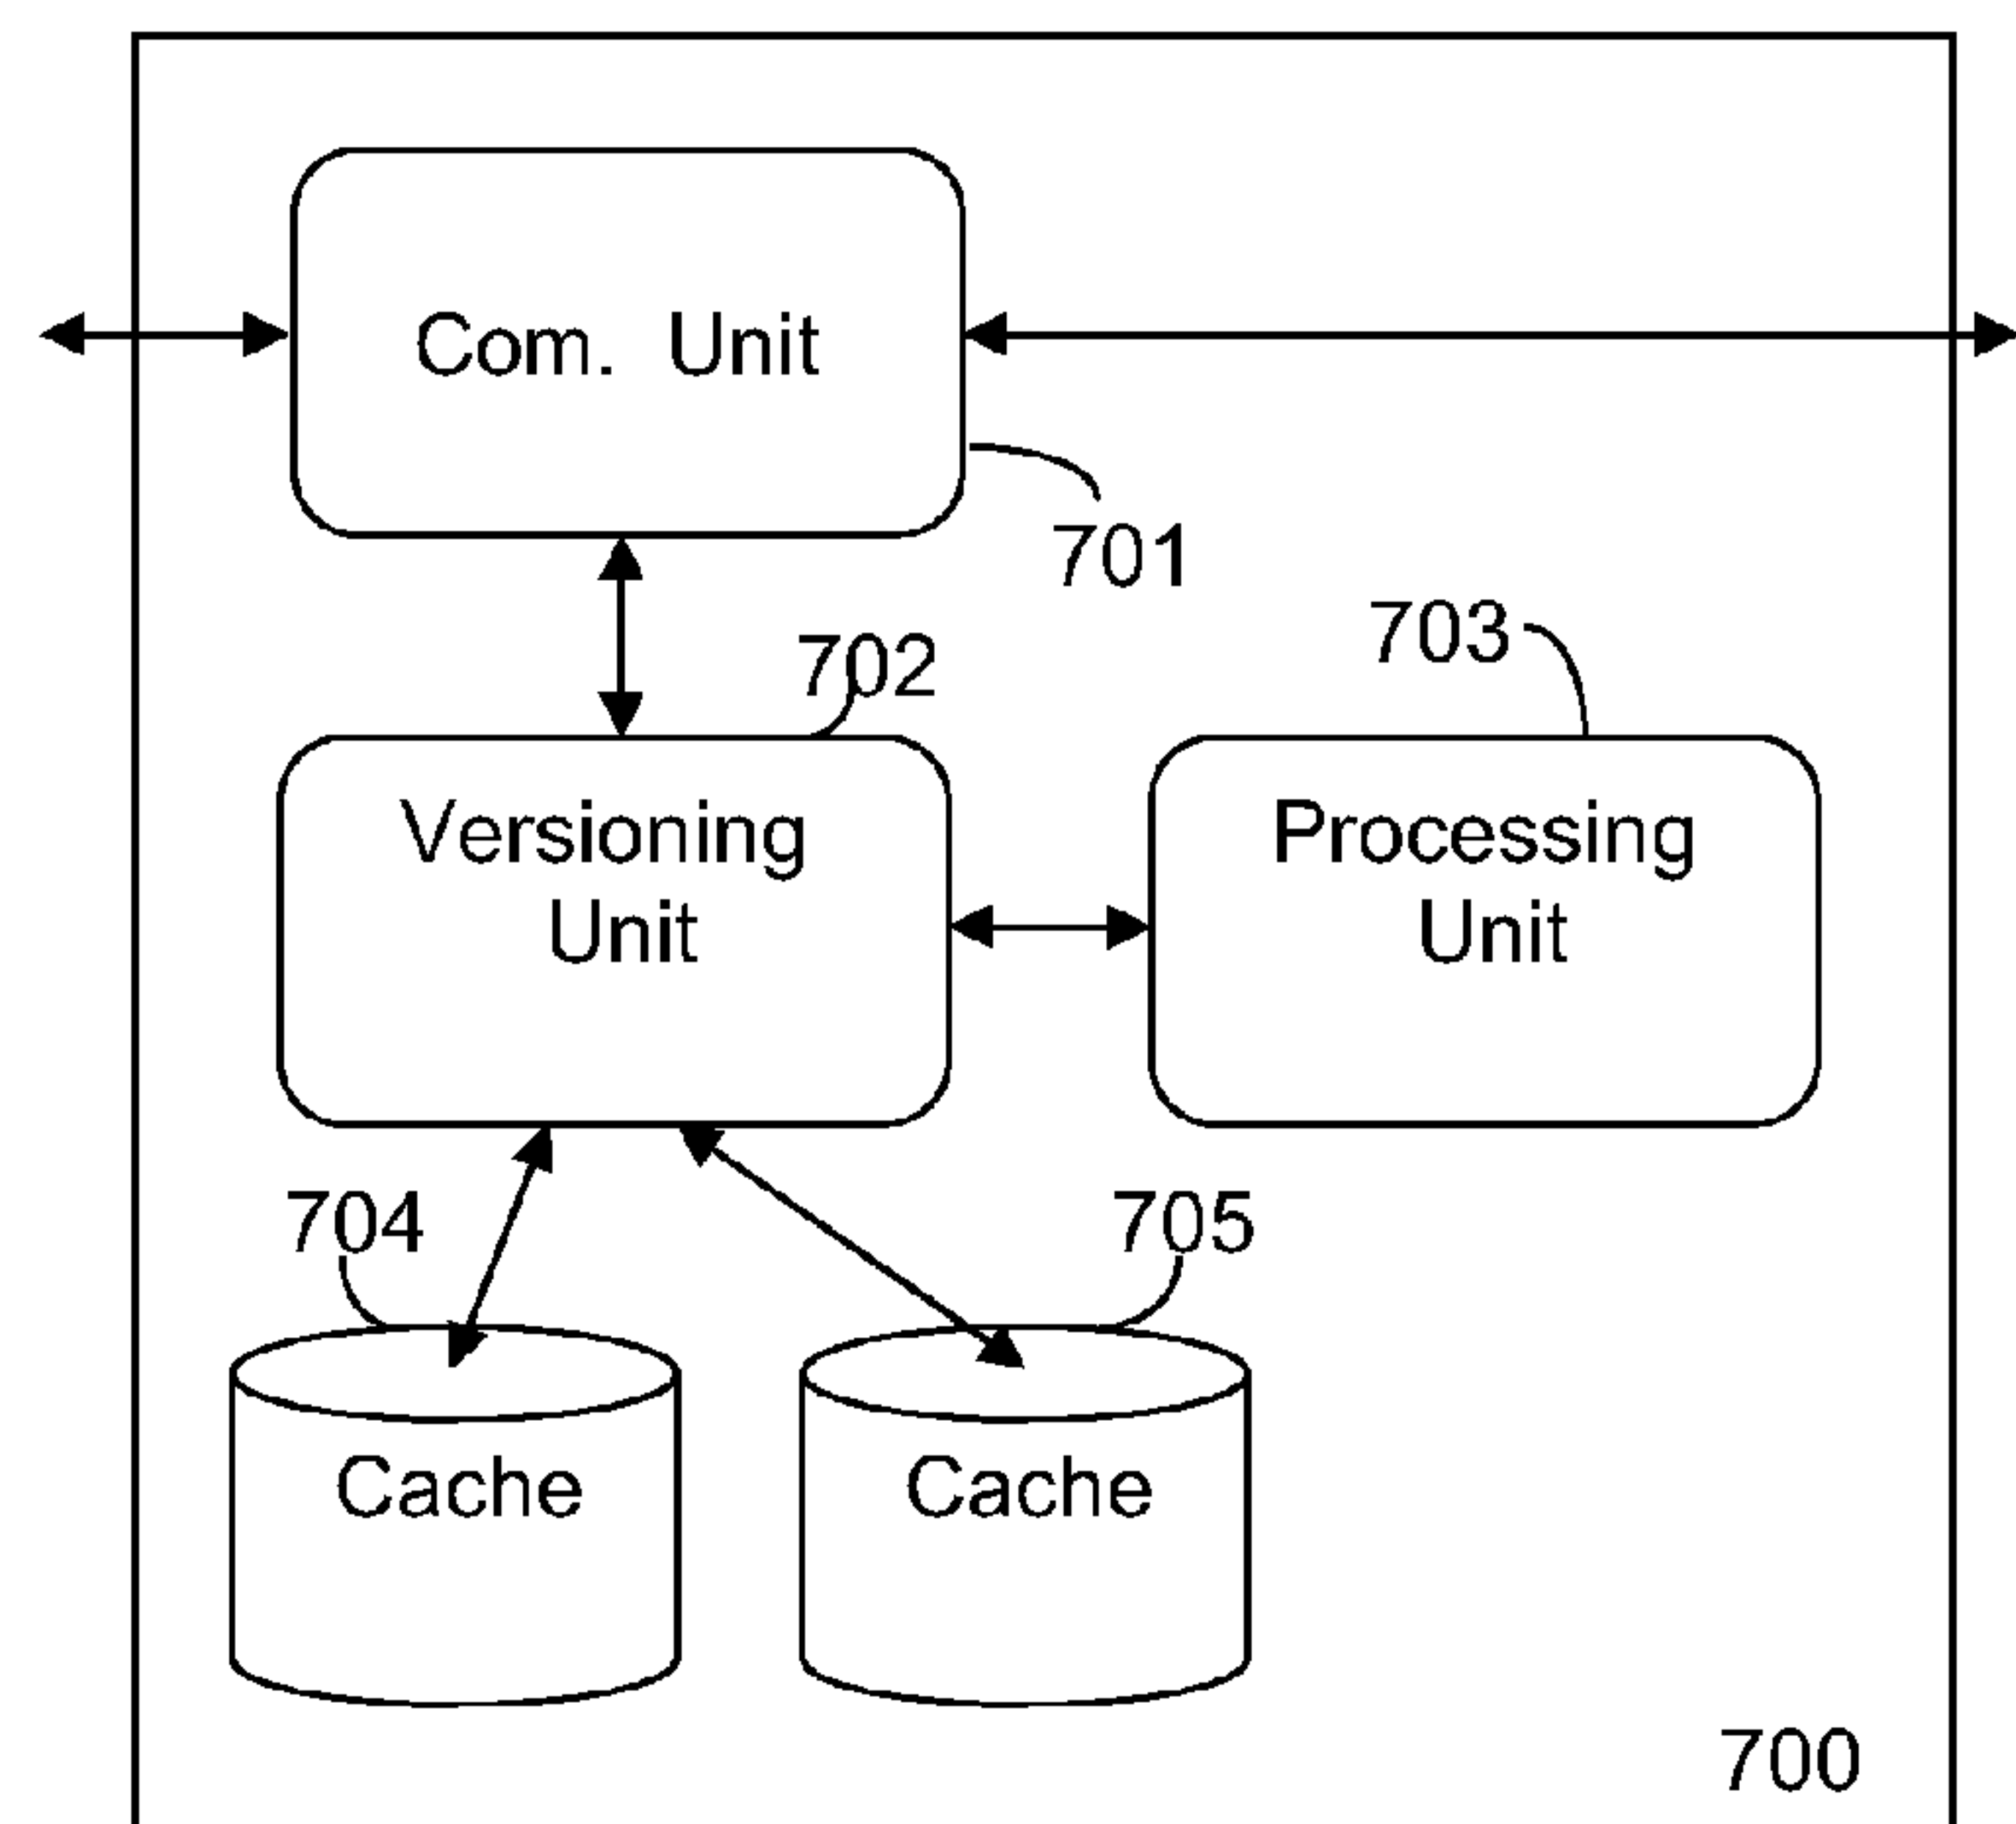 Com. Unit
701
702
703
Versioning
Unit
Processing
Unit
704
705
Cache
Cache
700